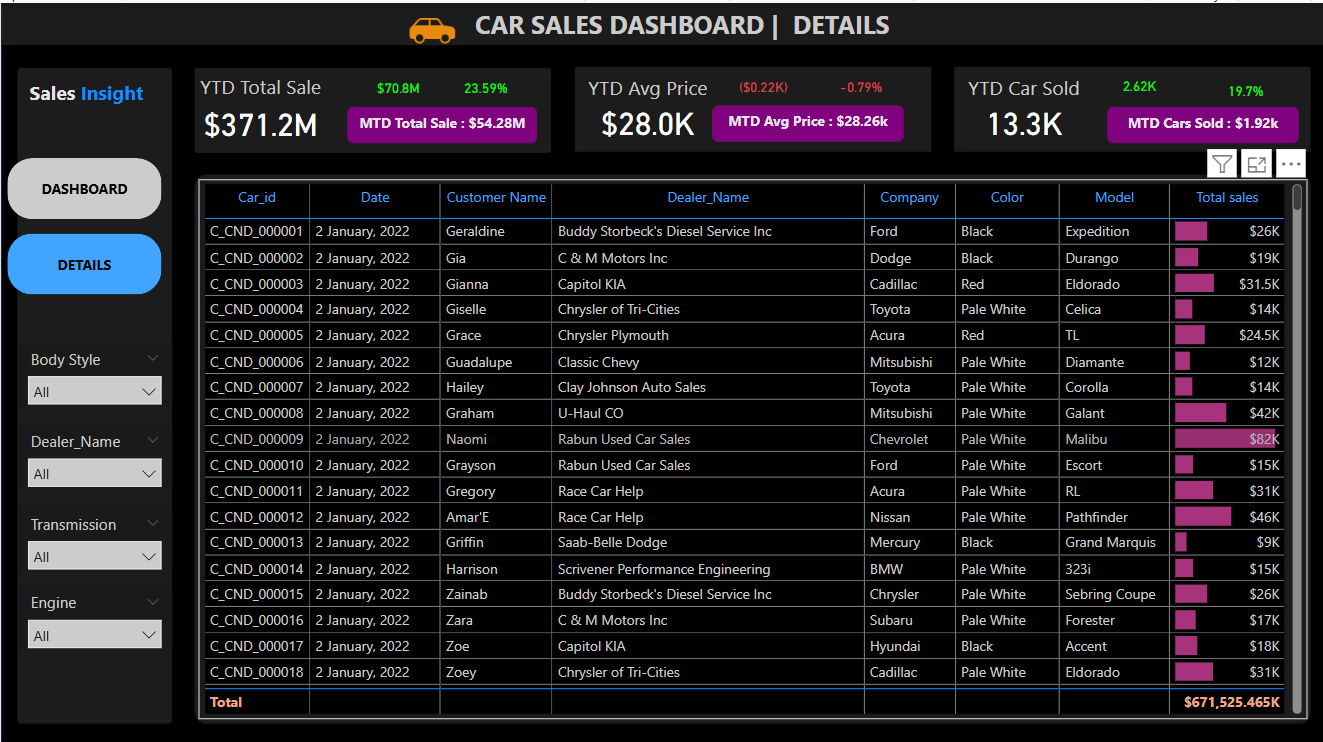 CAR SALES DASHBOARD | DETAILS
Sales Insight
YTD Total Sale $70.8M 23.59%
$371.2M MTD Total Sale : $54.28M
YTD Avg Price ($0.22K) -0.79%
$28.0K MTD Avg Price : $28.26k
YTD Car Sold 2.62K 19.7%
13.3K MTD Cars Sold : $1.92k
DASHBOARD
DETAILS
Body Style
All
Dealer_Name
All
Transmission
All
Engine
All
Car_id Date Customer Name Dealer_Name Company Color Model Total sales
C_CND_000001 2 January, 2022 Geraldine Buddy Storbeck's Diesel Service Inc Ford Black Expedition $26K
C_CND_000002 2 January, 2022 Gia C & M Motors Inc Dodge Black Durango $19K
C_CND_000003 2 January, 2022 Gianna Capitol KIA Cadillac Red Eldorado $31.5K
C_CND_000004 2 January, 2022 Giselle Chrysler of Tri-Cities Toyota Pale White Celica $14K
C_CND_000005 2 January, 2022 Grace Chrysler Plymouth Acura Red TL $24.5K
C_CND_000006 2 January, 2022 Guadalupe Classic Chevy Mitsubishi Pale White Diamante $12K
C_CND_000007 2 January, 2022 Hailey Clay Johnson Auto Sales Toyota Pale White Corolla $14K
C_CND_000008 2 January, 2022 Graham U-Haul CO Mitsubishi Pale White Galant $42K
C_CND_000009 2 January, 2022 Naomi Rabun Used Car Sales Chevrolet Pale White Malibu $82K
C_CND_000010 2 January, 2022 Grayson Rabun Used Car Sales Ford Pale White Escort $15K
C_CND_000011 2 January, 2022 Gregory Race Car Help Acura Pale White RL $31K
C_CND_000012 2 January, 2022 Amar'E Race Car Help Nissan Pale White Pathfinder $46K
C_CND_000013 2 January, 2022 Griffin Saab-Belle Dodge Mercury Black Grand Marquis $9K
C_CND_000014 2 January, 2022 Harrison Scrivener Performance Engineering BMW Pale White 323i $15K
C_CND_000015 2 January, 2022 Zainab Buddy Storbeck's Diesel Service Inc Chrysler Pale White Sebring Coupe $26K
C_CND_000016 2 January, 2022 Zara C & M Motors Inc Subaru Pale White Forester $17K
C_CND_000017 2 January, 2022 Zoe Capitol KIA Hyundai Black Accent $18K
C_CND_000018 2 January, 2022 Zoey Chrysler of Tri-Cities Cadillac Pale White Eldorado $31K
Total $671,525.465K